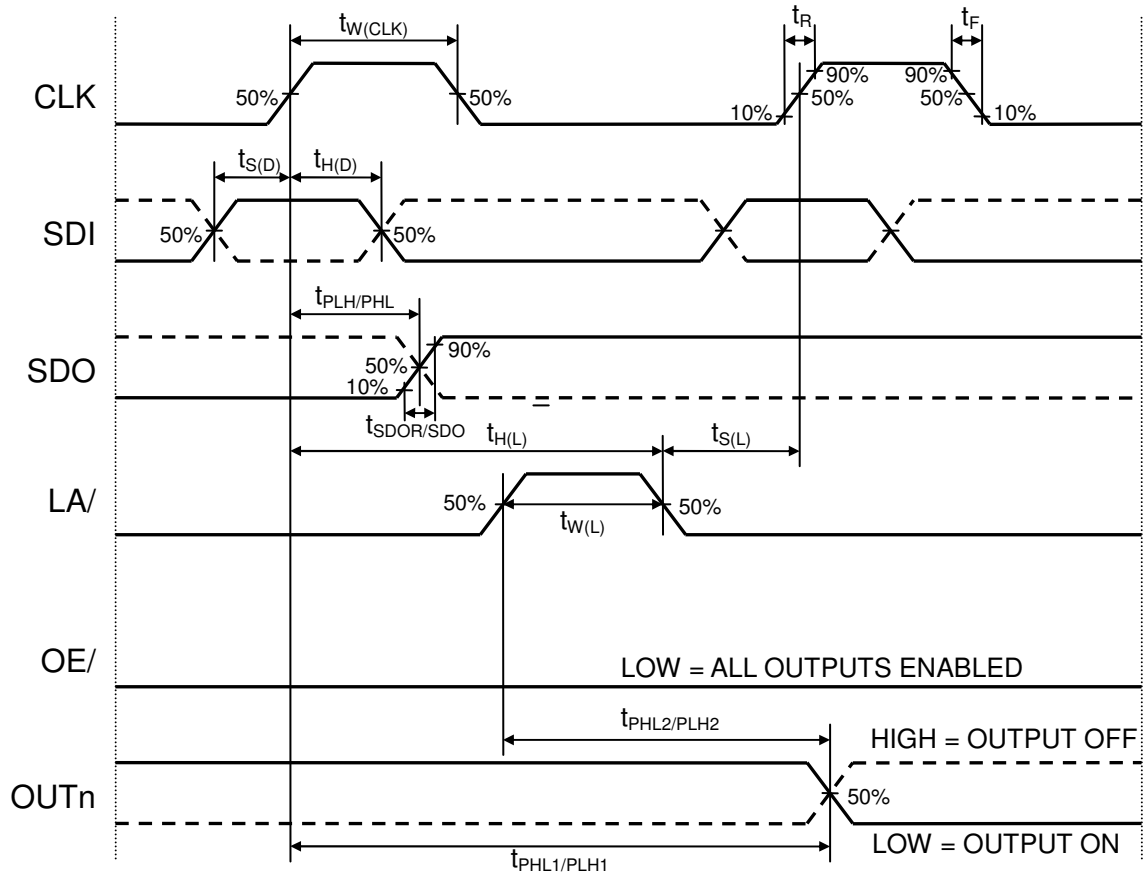 tW(CLK)
tR
tF
CLK
50%
50%
10%
90%
50%
90%
50%
10%
tS(D)
tH(D)
SDI
50%
50%
tPLH/PHL
SDO
50%
10%
90%
tSDOR/SDO
tH(L)
tS(L)
LA/
50%
50%
tW(L)
OE/
LOW = ALL OUTPUTS ENABLED
tPHL2/PLH2
HIGH = OUTPUT OFF
OUTn
50%
LOW = OUTPUT ON
tPHL1/PLH1